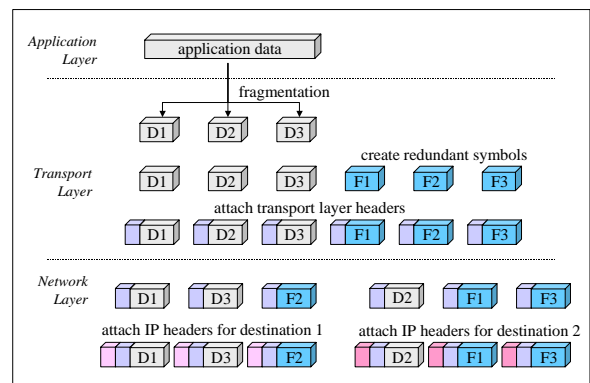 Application
Layer
application data
fragmentation
D1 D2 D3
create redundant symbols
Transport
Layer
D1 D2 D3 F1 F2 F3
attach transport layer headers
D1 D2 D3 F1 F2 F3
Network
Layer
D1 D3 F2 D2 F1 F3
attach IP headers for destination 1 attach IP headers for destination 2
D1 D3 F2 D2 F1 F3